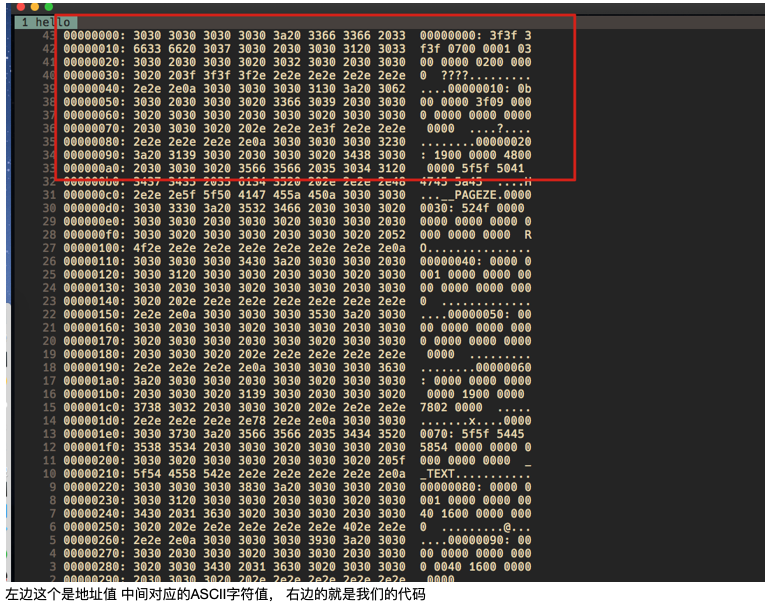 1 hello
43 00000000: 3030 3030 3030 3030 3a20 3366 3366 2033  00000000: 3f3f 3
42 00000010: 6633 6620 3037 3030 2030 3030 3120 3033  f3f 0700 0001 03
41 00000020: 3030 2030 3030 3020 3032 3030 2030 3030  00 0000 0200 000
40 00000030: 3020 203f 3f3f 3f2e 2e2e 2e2e 2e2e 2e2e  0  ????.........
39 00000040: 2e2e 2e0a 3030 3030 3030 3130 3a20 3062  ....00000010: 0b
38 00000050: 3030 2030 3030 3020 3366 3039 2030 3030  00 0000 3f09 000
37 00000060: 3020 3030 3030 2030 3030 3020 3030 3030  0 0000 0000 0000
36 00000070: 2030 3030 3020 202e 2e2e 2e3f 2e2e 2e2e   0000  ....?....
35 00000080: 2e2e 2e2e 2e2e 2e0a 3030 3030 3030 3230  ........00000020
34 00000090: 3a20 3139 3030 2030 3030 3020 3438 3030  : 1900 0000 4800
33 000000a0: 2030 3030 3020 3566 3566 2035 3034 3120   0000 5f5f 5041
32 000000b0: 3437 3435 2035 6134 3520 202e 2e2e 2e48  4745 5a45  ....H
31 000000c0: 2e2e 2e5f 5f50 4147 455a 450a 3030 3030  ...__PAGEZE.0000
30 000000d0: 3030 3330 3a20 3532 3466 2030 3030 3020  0030: 524f 0000
29 000000e0: 3030 3030 2030 3030 3020 3030 3030 2030  0000 0000 0000 0
28 000000f0: 3030 3020 3030 3030 2030 3030 3020 2052  000 0000 0000  R
27 00000100: 4f2e 2e2e 2e2e 2e2e 2e2e 2e2e 2e2e 2e0a  O...............
26 00000110: 3030 3030 3030 3430 3a20 3030 3030 2030  00000040: 0000 0
25 00000120: 3030 3120 3030 3030 2030 3030 3020 3030  001 0000 0000 00
24 00000130: 3030 2030 3030 3020 3030 3030 2030 3030  00 0000 0000 000
23 00000140: 3020 202e 2e2e 2e2e 2e2e 2e2e 2e2e 2e2e  0  .............
22 00000150: 2e2e 2e0a 3030 3030 3030 3530 3a20 3030  ....00000050: 00
21 00000160: 3030 2030 3030 3020 3030 3030 2030 3030  00 0000 0000 000
20 00000170: 3020 3030 3030 2030 3030 3020 3030 3030  0 0000 0000 0000
19 00000180: 2030 3030 3020 202e 2e2e 2e2e 2e2e 2e2e   0000  .........
18 00000190: 2e2e 2e2e 2e2e 2e0a 3030 3030 3030 3630  ........00000060
17 000001a0: 3a20 3030 3030 2030 3030 3020 3030 3030  : 0000 0000 0000
16 000001b0: 2030 3030 3020 3139 3030 2030 3030 3020   0000 1900 0000
15 000001c0: 3738 3032 2030 3030 3020 202e 2e2e 2e2e  7802 0000  .....
14 000001d0: 2e2e 2e2e 2e2e 2e78 2e2e 2e0a 3030 3030  .......x....0000
13 000001e0: 3030 3730 3a20 3566 3566 2035 3434 3520  0070: 5f5f 5445
12 000001f0: 3538 3534 2030 3030 3020 3030 3030 2030  5854 0000 0000 0
11 00000200: 3030 3020 3030 3030 2030 3030 3020 205f  000 0000 0000  _
10 00000210: 5f54 4558 542e 2e2e 2e2e 2e2e 2e2e 2e0a  _TEXT...........
9 00000220: 3030 3030 3030 3830 3a20 3030 3030 2030  00000080: 0000 0
8 00000230: 3030 3120 3030 3030 2030 3030 3020 3030  001 0000 0000 00
7 00000240: 3430 2031 3630 3020 3030 3030 2030 3030  40 1600 0000 000
6 00000250: 3020 202e 2e2e 2e2e 2e2e 2e2e 402e 2e2e  0  .........@...
5 00000260: 2e2e 2e0a 3030 3030 3030 3930 3a20 3030  ....00000090: 00
4 00000270: 3030 2030 3030 3020 3030 3030 2030 3030  00 0000 0000 000
3 00000280: 3020 3030 3430 2031 3630 3020 3030 3030  0 0040 1600 0000
2 00000290: 2030 3030 3020 202e 2e2e 2e2e 2e2e 2e2e   0000  .........
左边这个是地址值 中间对应的ASCII字符值， 右边的就是我们的代码